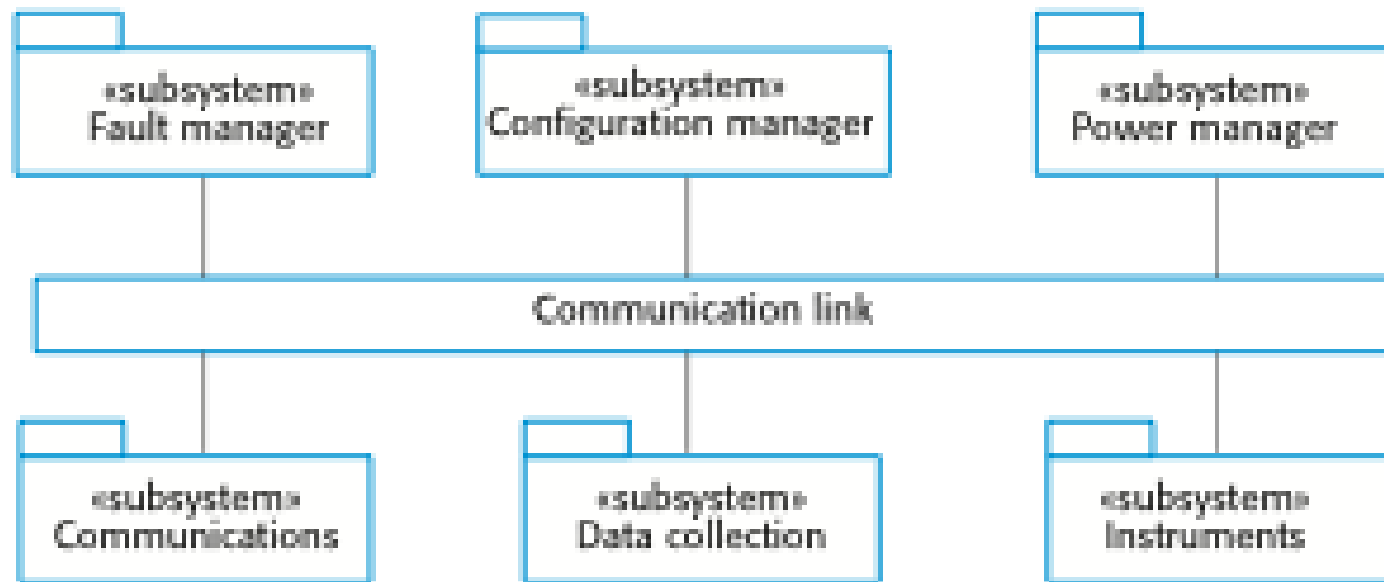 «subsystem»
Fault manager
«subsystem»
Configuration manager
«subsystem»
Power manager
Communication link
«subsystem»
Communications
«subsystem»
Data collection
«subsystem»
Instruments